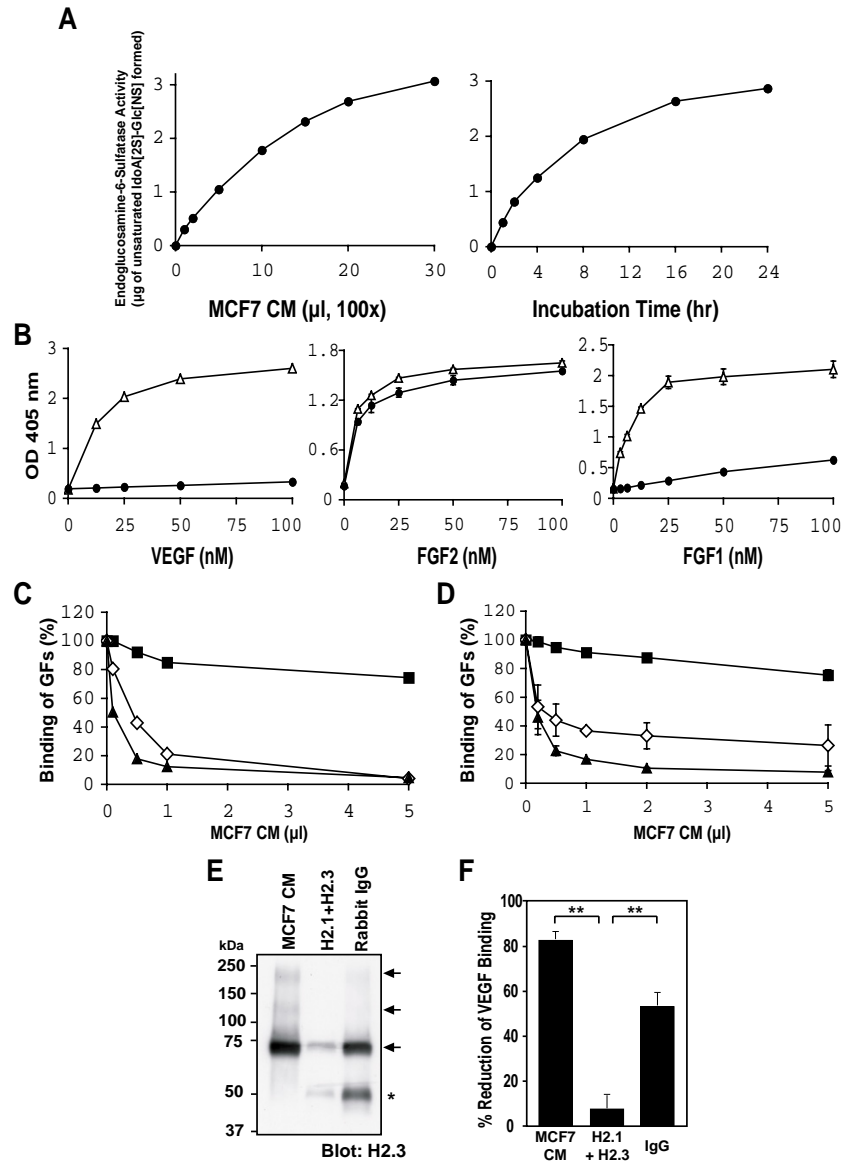 A
Endoglucosamine-6-Sulfatase Activity
(µg of unsaturated IdoA[2S]-Glc[NS] formed)
3
2
1
0
0 10 20 30
MCF7 CM (µl, 100x)
3
2
1
0
0 4 8 12 16 20 24
Incubation Time (hr)
B
OD 405 nm
3
2
1
0
0 25 50 75 100
VEGF (nM)
1.8
1.2
0.6
0
0 25 50 75 100
FGF2 (nM)
2.5
2
1.5
1
0.5
0
0 25 50 75 100
FGF1 (nM)
C
Binding of GFs (%)
120
100
80
60
40
20
0
0 1 2 3 4 5
MCF7 CM (µl)
D
Binding of GFs (%)
120
100
80
60
40
20
0
0 1 2 3 4 5
MCF7 CM (µl)
E
MCF7 CM
H2.1+H2.3
Rabbit IgG
kDa
250
150
100
75
50
37
*
Blot: H2.3
F
% Reduction of VEGF Binding
100
80
60
40
20
0
** **
MCF7 CM
H2.1 + H2.3
IgG